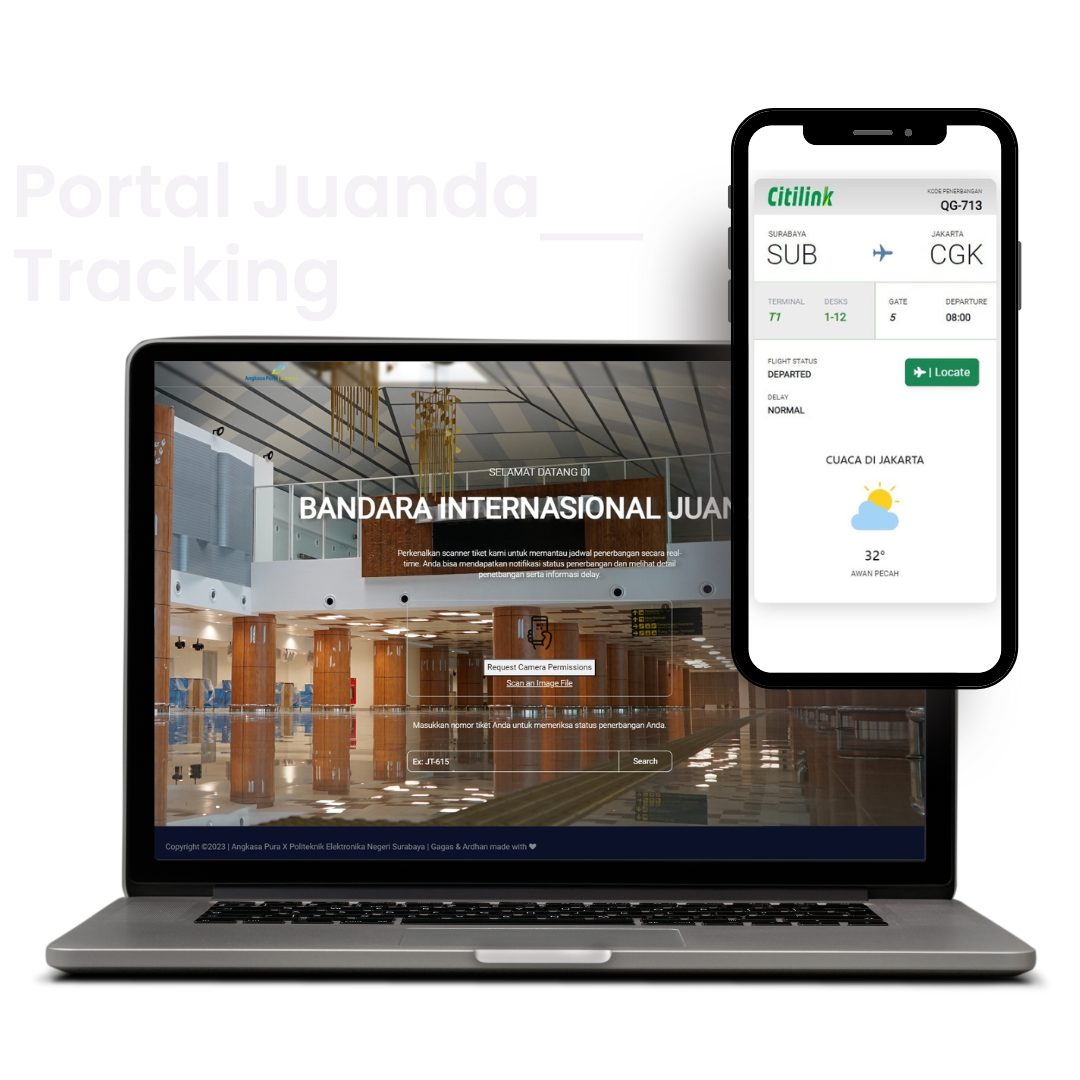 Portal Juanda
Tracking
AngkasaPura
SELAMAT DATANG DI
BANDARA INTERNASIONAL JUAN
Perkenalkan scanner tiket kami untuk memantau jadwal penerbangan secara real-
time. Anda bisa mendapatkan notifikasi status penerbangan dan melihat detail
penetbangan serta informasi delay.
Request Camera Permissions
Scan an Image File
Masukkan nomor tiket Anda untuk memeriksa status penerbangan Anda.
Ex: JT-615 Search
Copyright ©2023 | Angkasa Pura X Politeknik Elektronika Negeri Surabaya | Gagas & Ardhan made with ❤
Citilink
KODE PENERBANGAN
QG-713
SURABAYA JAKARTA
SUB CGK
TERMINAL DESKS GATE DEPARTURE
T1 1-12 5 08:00
FLIGHT STATUS
DEPARTED
| Locate
DELAY
NORMAL
CUACA DI JAKARTA
32°
AWAN PECAH